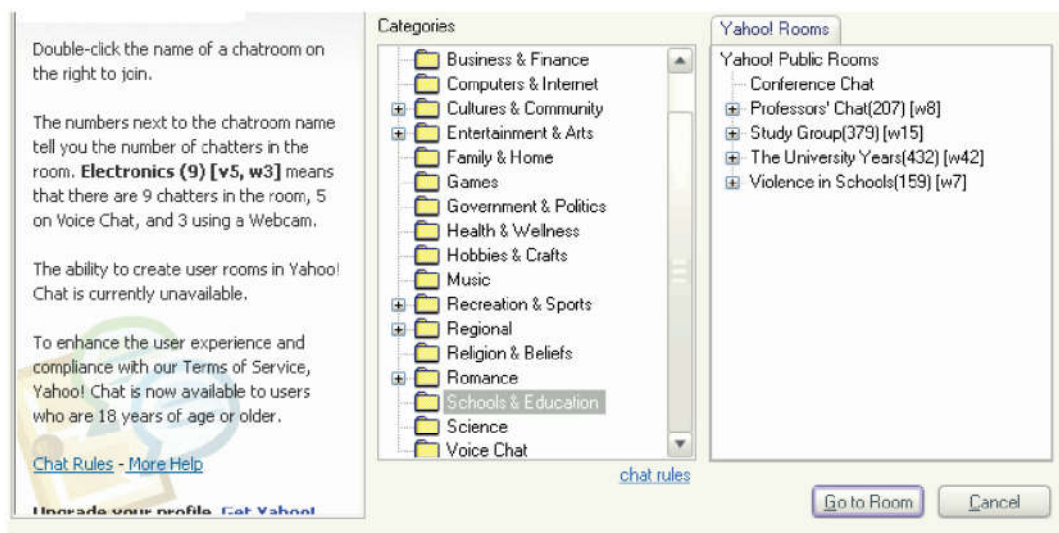 Double-click the name of a chatroom on
the right to join.
The numbers next to the chatroom name
tell you the number of chatters in the
room. Electronics (9) [v5, w3] means
that there are 9 chatters in the room, 5
on Voice Chat, and 3 using a Webcam.
The ability to create user rooms in Yahoo!
Chat is currently unavailable.
To enhance the user experience and
compliance with our Terms of Service,
Yahoo! Chat is now available to users
who are 18 years of age or older.
Chat Rules - More Help
Upgrade your profile. Get Yahoo!
Categories
Business & Finance
Computers & Internet
Cultures & Community
Entertainment & Arts
Family & Home
Games
Government & Politics
Health & Wellness
Hobbies & Crafts
Music
Recreation & Sports
Regional
Religion & Beliefs
Romance
Schools & Education
Science
Voice Chat
chat rules
Yahoo! Rooms
Yahoo! Public Rooms
Conference Chat
Professors' Chat(207) [w8]
Study Group(379) [w15]
The University Years(432) [w42]
Violence in Schools(159) [w7]
Go to Room
Cancel